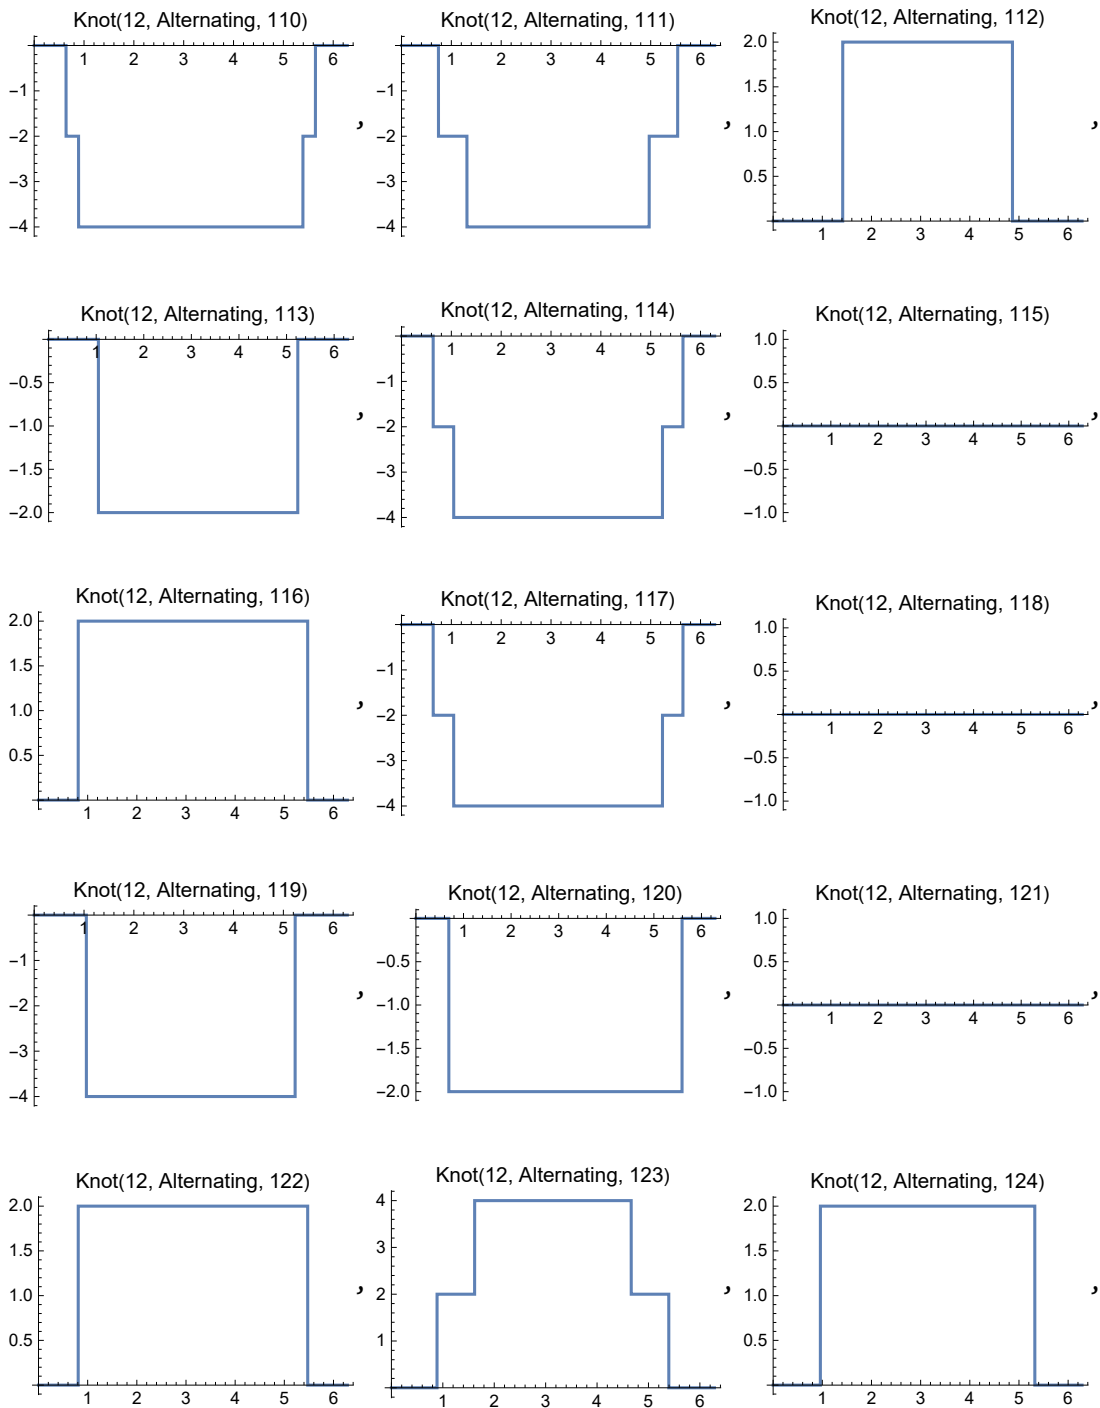 Knot(12, Alternating, 110)
1 2 3 4 5 6
−1
−2
−3
−4
,
Knot(12, Alternating, 111)
1 2 3 4 5 6
−1
−2
−3
−4
,
Knot(12, Alternating, 112)
2.0
1.5
1.0
0.5
1 2 3 4 5 6
,
Knot(12, Alternating, 113)
1 2 3 4 5 6
−0.5
−1.0
−1.5
−2.0
,
Knot(12, Alternating, 114)
1 2 3 4 5 6
−1
−2
−3
−4
,
Knot(12, Alternating, 115)
1.0
0.5
1 2 3 4 5 6
−0.5
−1.0
,
Knot(12, Alternating, 116)
2.0
1.5
1.0
0.5
1 2 3 4 5 6
,
Knot(12, Alternating, 117)
1 2 3 4 5 6
−1
−2
−3
−4
,
Knot(12, Alternating, 118)
1.0
0.5
1 2 3 4 5 6
−0.5
−1.0
,
Knot(12, Alternating, 119)
1 2 3 4 5 6
−1
−2
−3
−4
,
Knot(12, Alternating, 120)
1 2 3 4 5 6
−0.5
−1.0
−1.5
−2.0
,
Knot(12, Alternating, 121)
1.0
0.5
1 2 3 4 5 6
−0.5
−1.0
,
Knot(12, Alternating, 122)
2.0
1.5
1.0
0.5
1 2 3 4 5 6
,
Knot(12, Alternating, 123)
4
3
2
1
1 2 3 4 5 6
,
Knot(12, Alternating, 124)
2.0
1.5
1.0
0.5
1 2 3 4 5 6
,